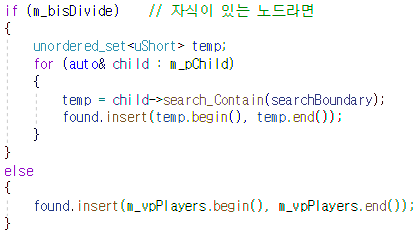 if (m_bisDivide)    // 자식이 있는 노드라면
{
    unordered_set<uShort> temp;
    for (auto& child : m_pChild)
    {
        temp = child->search_Contain(searchBoundary);
        found.insert(temp.begin(), temp.end());
    }
}
else
{
    found.insert(m_vpPlayers.begin(), m_vpPlayers.end());
}